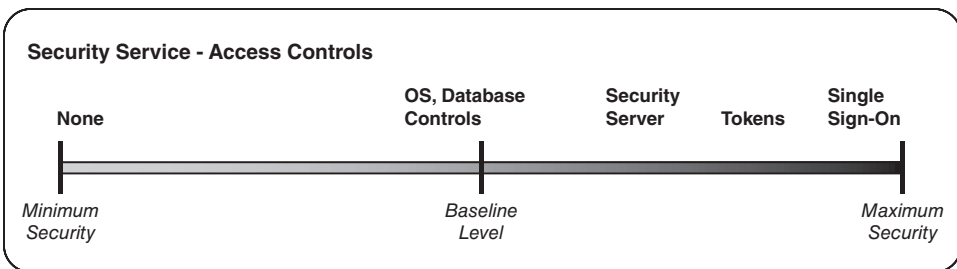 Security Service - Access Controls
None
OS, Database
Controls
Security
Server
Tokens
Single
Sign-On
Minimum
Security
Baseline
Level
Maximum
Security